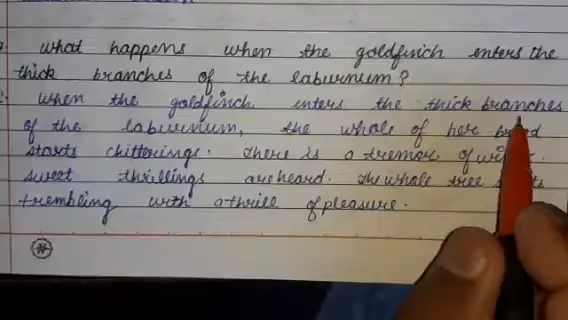 what happens when the goldfinch enters the
thick branches of the laburnum?
when the goldfinch enters the thick branches
of the laburnum, the whole of her
starts chitterings. There is a tremor of
sweet thrillings are heard. The whole tree
trembling with a thrill of pleasure.